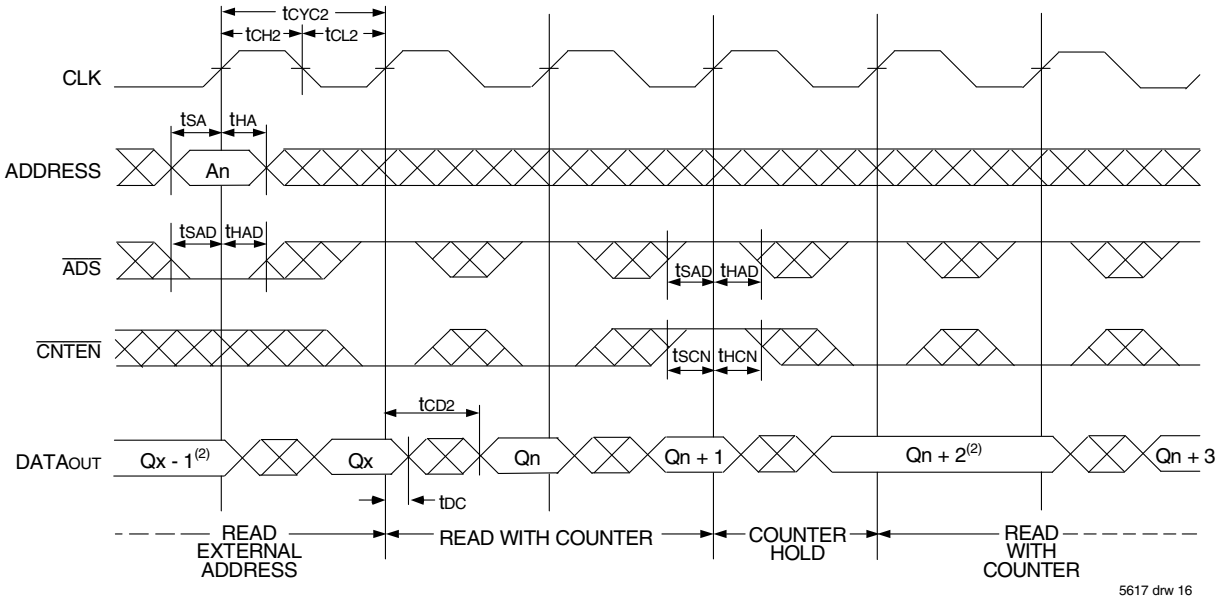 tCYC2
tCH2 tCL2
CLK
tSA tHA
ADDRESS An
tSAD tHAD
ADS tSAD tHAD
CNTEN tSCN tHCN
tCD2
DATAOUT Qx - 1(2) Qx Qn Qn + 1 Qn + 2(2) Qn + 3
tDC
READ EXTERNAL ADDRESS
READ WITH COUNTER
COUNTER HOLD
READ WITH COUNTER
5617 drw 16